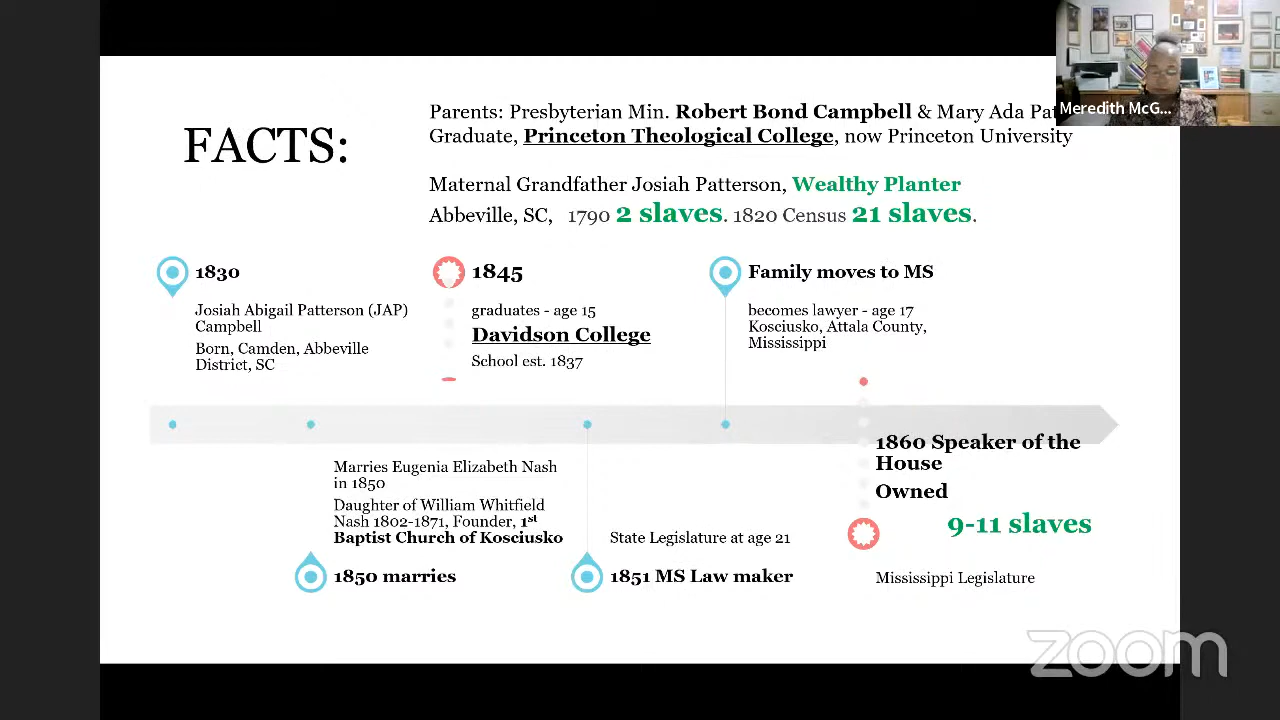 FACTS:
Parents: Presbyterian Min. Robert Bond Campbell & Mary Ada
Graduate, Princeton Theological College, now Princeton University
Maternal Grandfather Josiah Patterson, Wealthy Planter
Abbeville, SC, 1790 2 slaves. 1820 Census 21 slaves.
Meredith McG...
1830
Josiah Abigail Patterson (JAP)
Campbell
Born, Camden, Abbeville
District, SC
1845
graduates - age 15
Davidson College
School est. 1837
Family moves to MS
becomes lawyer - age 17
Kosciusko, Attala County,
Mississippi
Marries Eugenia Elizabeth Nash
in 1850
Daughter of William Whitfield
Nash 1802-1871, Founder, 1st
Baptist Church of Kosciusko
1850 marries
State Legislature at age 21
1851 MS Law maker
1860 Speaker of the
House
Owned
9-11 slaves
Mississippi Legislature
zoom